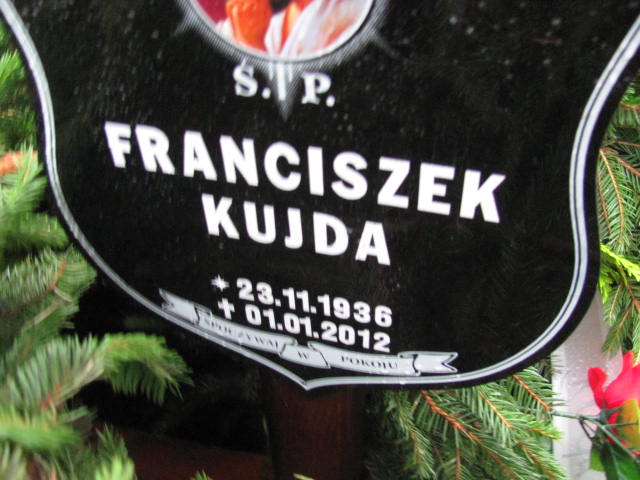 Ś. P.
FRANCISZEK
KUJDA
* 23.11.1936
✝ 01.01.2012
SPOCZYWAJ W POKOJU